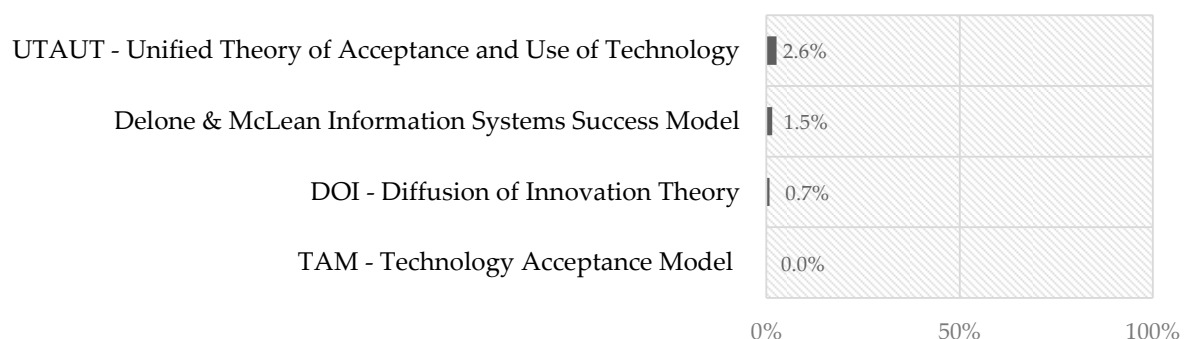 UTAUT - Unified Theory of Acceptance and Use of Technology 2.6%
Delone & McLean Information Systems Success Model 1.5%
DOI - Diffusion of Innovation Theory 0.7%
TAM - Technology Acceptance Model 0.0%
0% 50% 100%